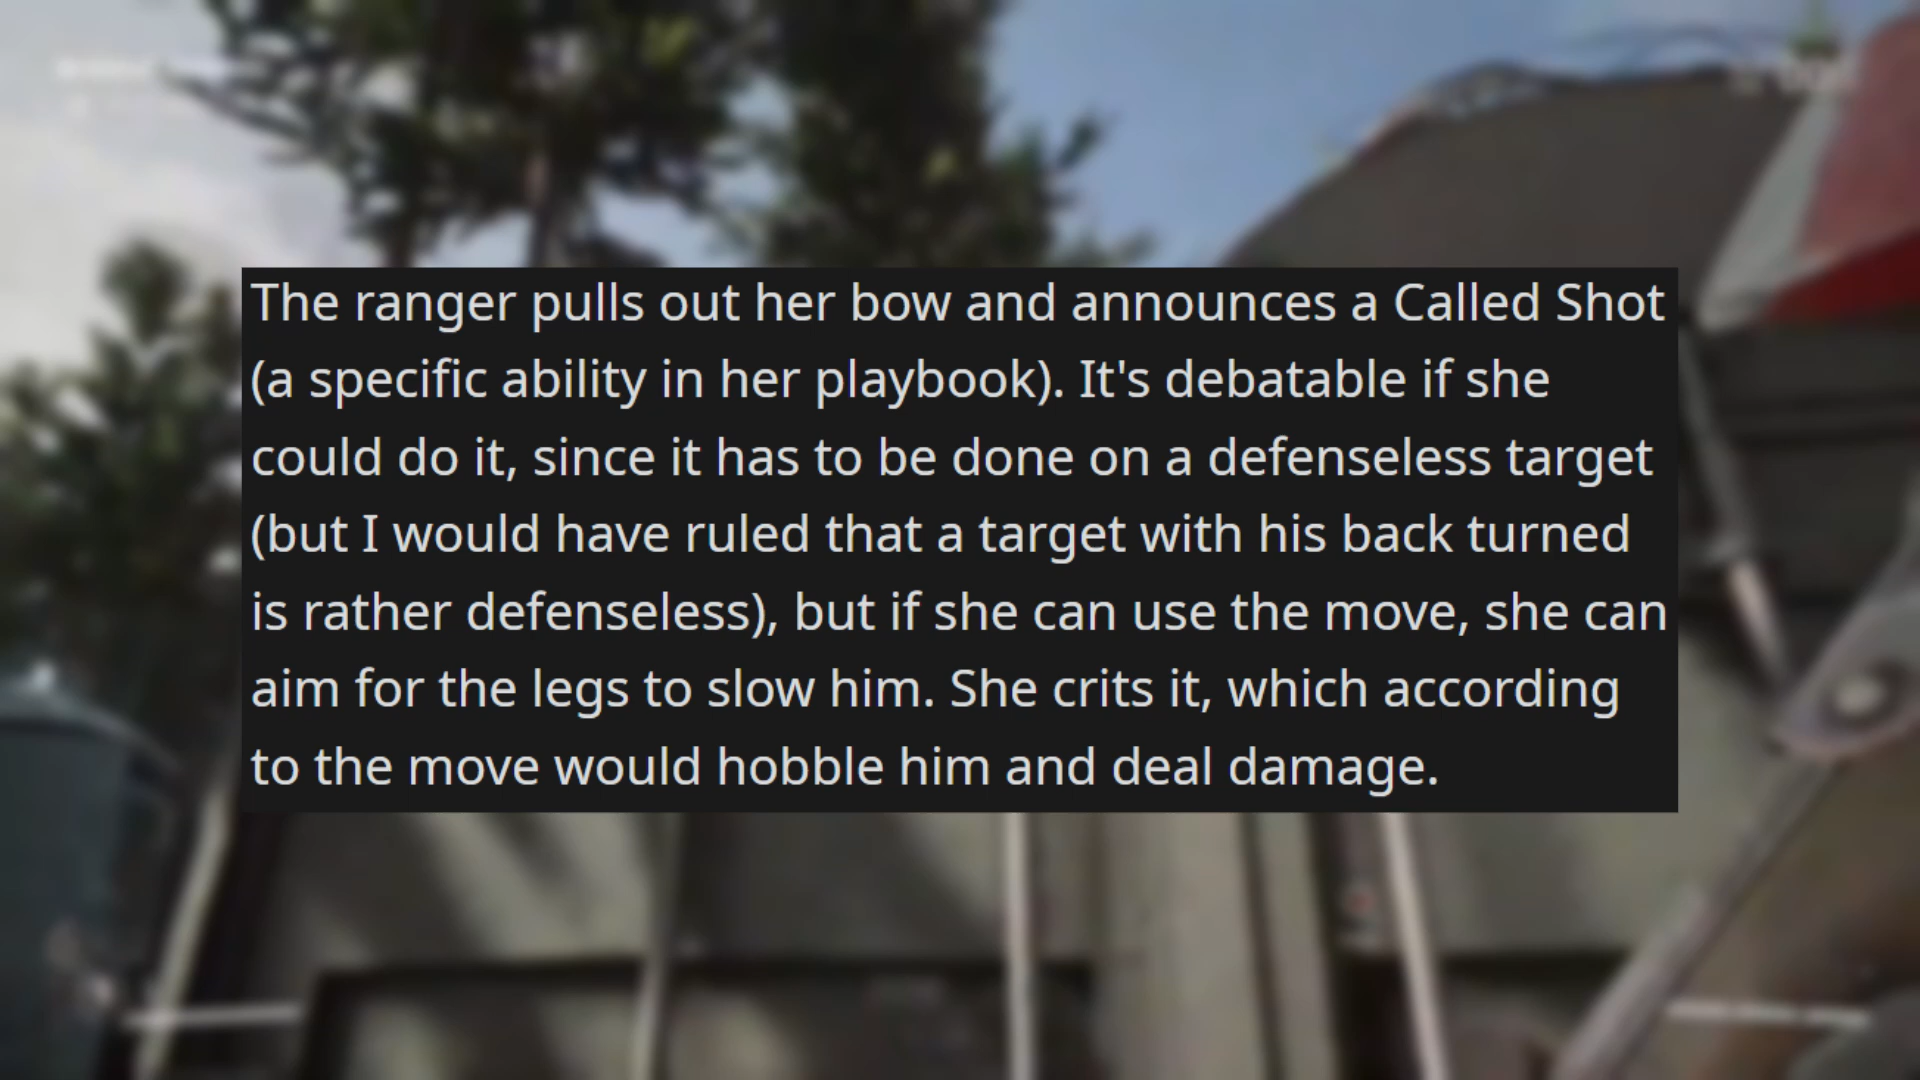 The ranger pulls out her bow and announces a Called Shot
(a specific ability in her playbook). It's debatable if she
could do it, since it has to be done on a defenseless target
(but I would have ruled that a target with his back turned
is rather defenseless), but if she can use the move, she can
aim for the legs to slow him. She crits it, which according
to the move would hobble him and deal damage.